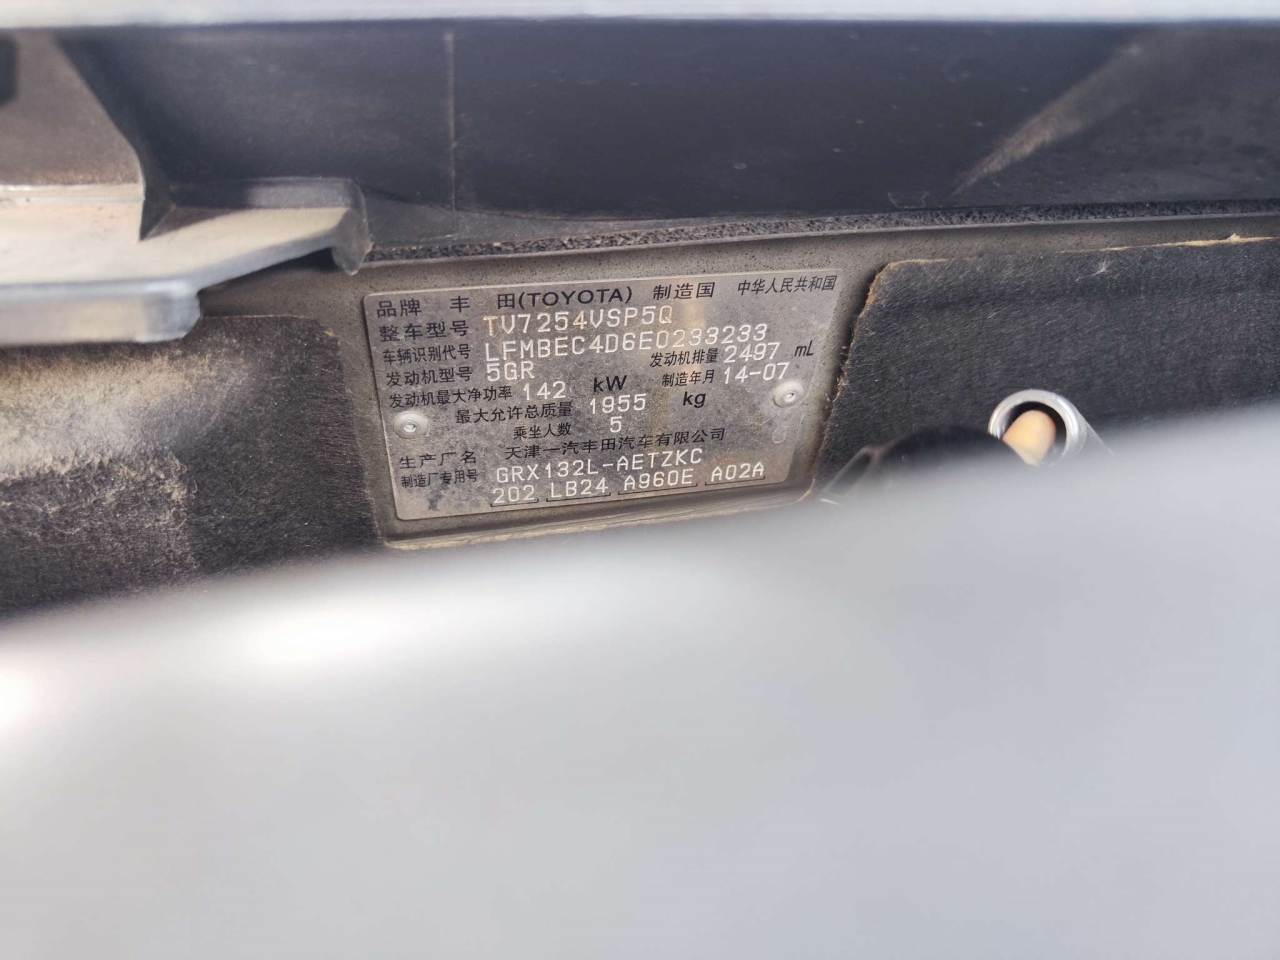 品牌 丰田(TOYOTA) 制造国 中华人民共和国
整车型号 TV7254VSP5Q
车辆识别代号 LFMBEC4D6E0233233
发动机型号 5GR 发动机排量 2497 mL
发动机最大净功率 142 kW 制造年月 14-07
最大允许总质量 1955 kg
乘坐人数 5
生产厂名 天津一汽丰田汽车有限公司
制造厂专用号 GRX132L-AETZKC
202 LB24 A960E A02A